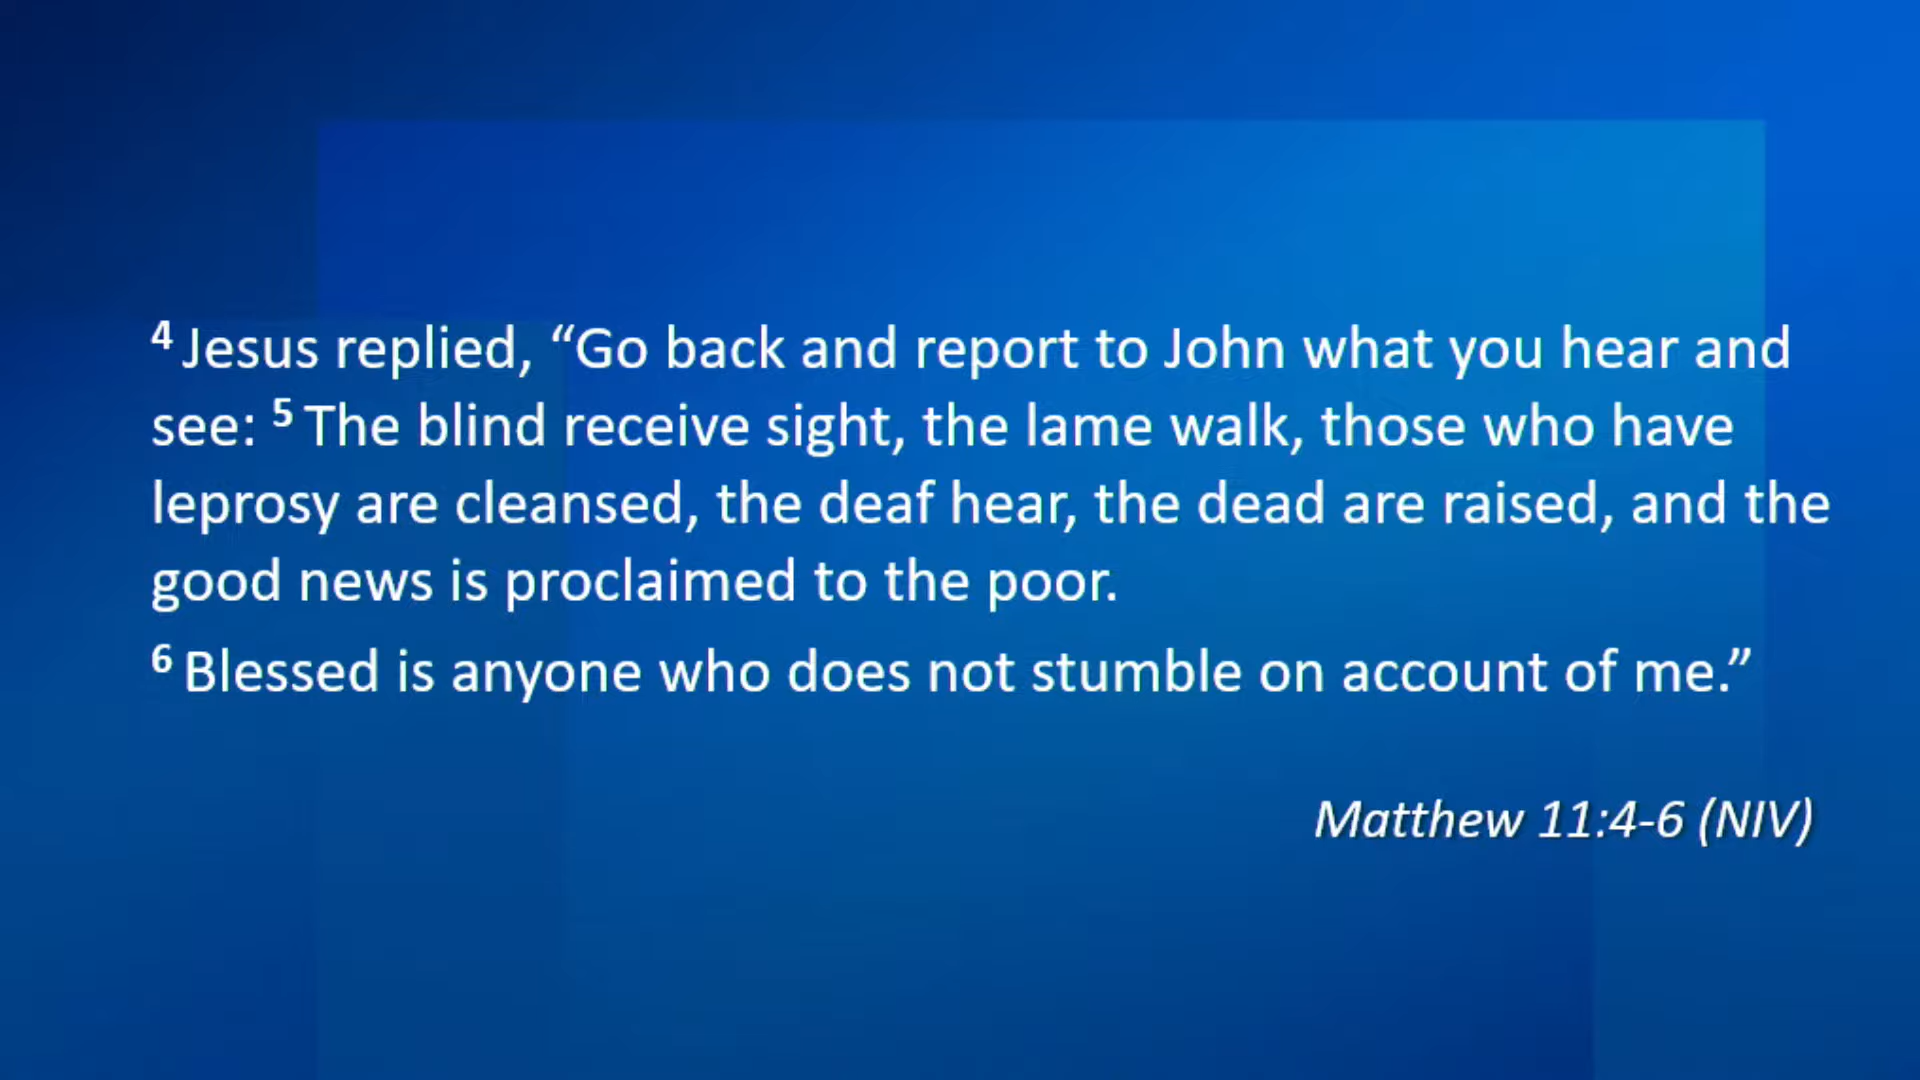 4 Jesus replied, “Go back and report to John what you hear and
see: 5 The blind receive sight, the lame walk, those who have
leprosy are cleansed, the deaf hear, the dead are raised, and the
good news is proclaimed to the poor.
6 Blessed is anyone who does not stumble on account of me.”
Matthew 11:4-6 (NIV)